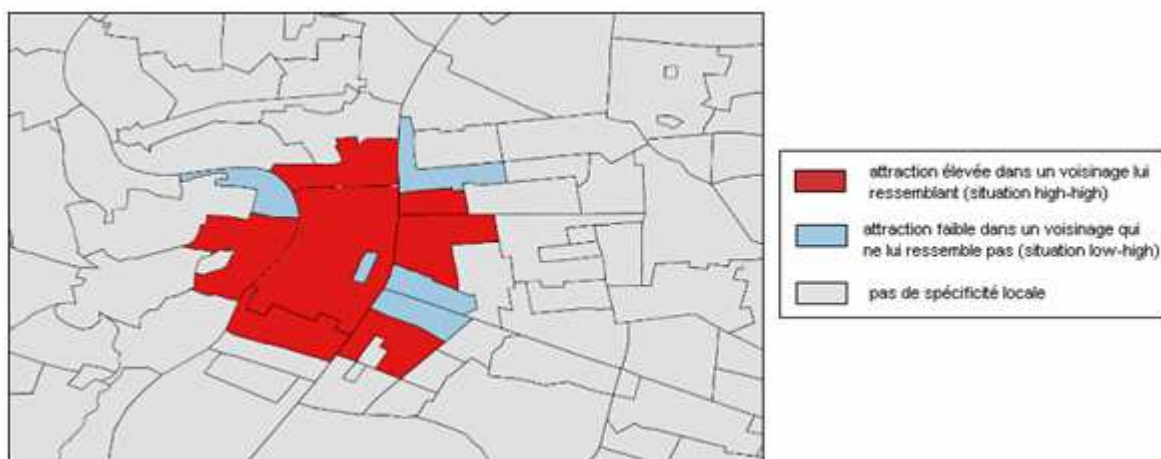 attraction élevée dans un voisinage lui
ressemblant (situation high-high)
attraction faible dans un voisinage qui
ne lui ressemble pas (situation low-high)
pas de spécificité locale